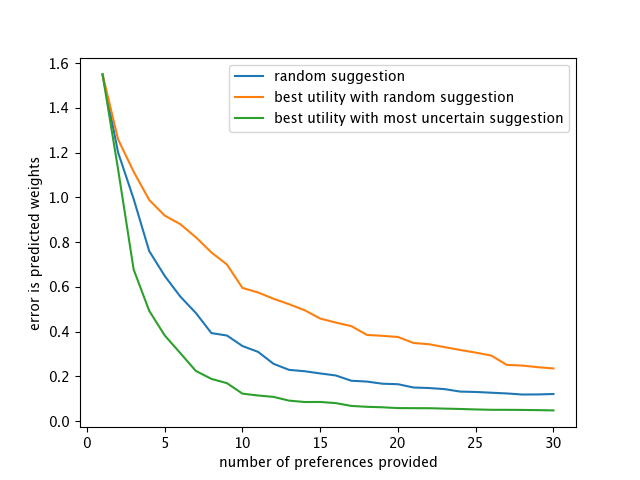 1.6
1.4
1.2
1.0
0.8
0.6
0.4
0.2
0.0
error is predicted weights
random suggestion
best utility with random suggestion
best utility with most uncertain suggestion
0 5 10 15 20 25 30
number of preferences provided